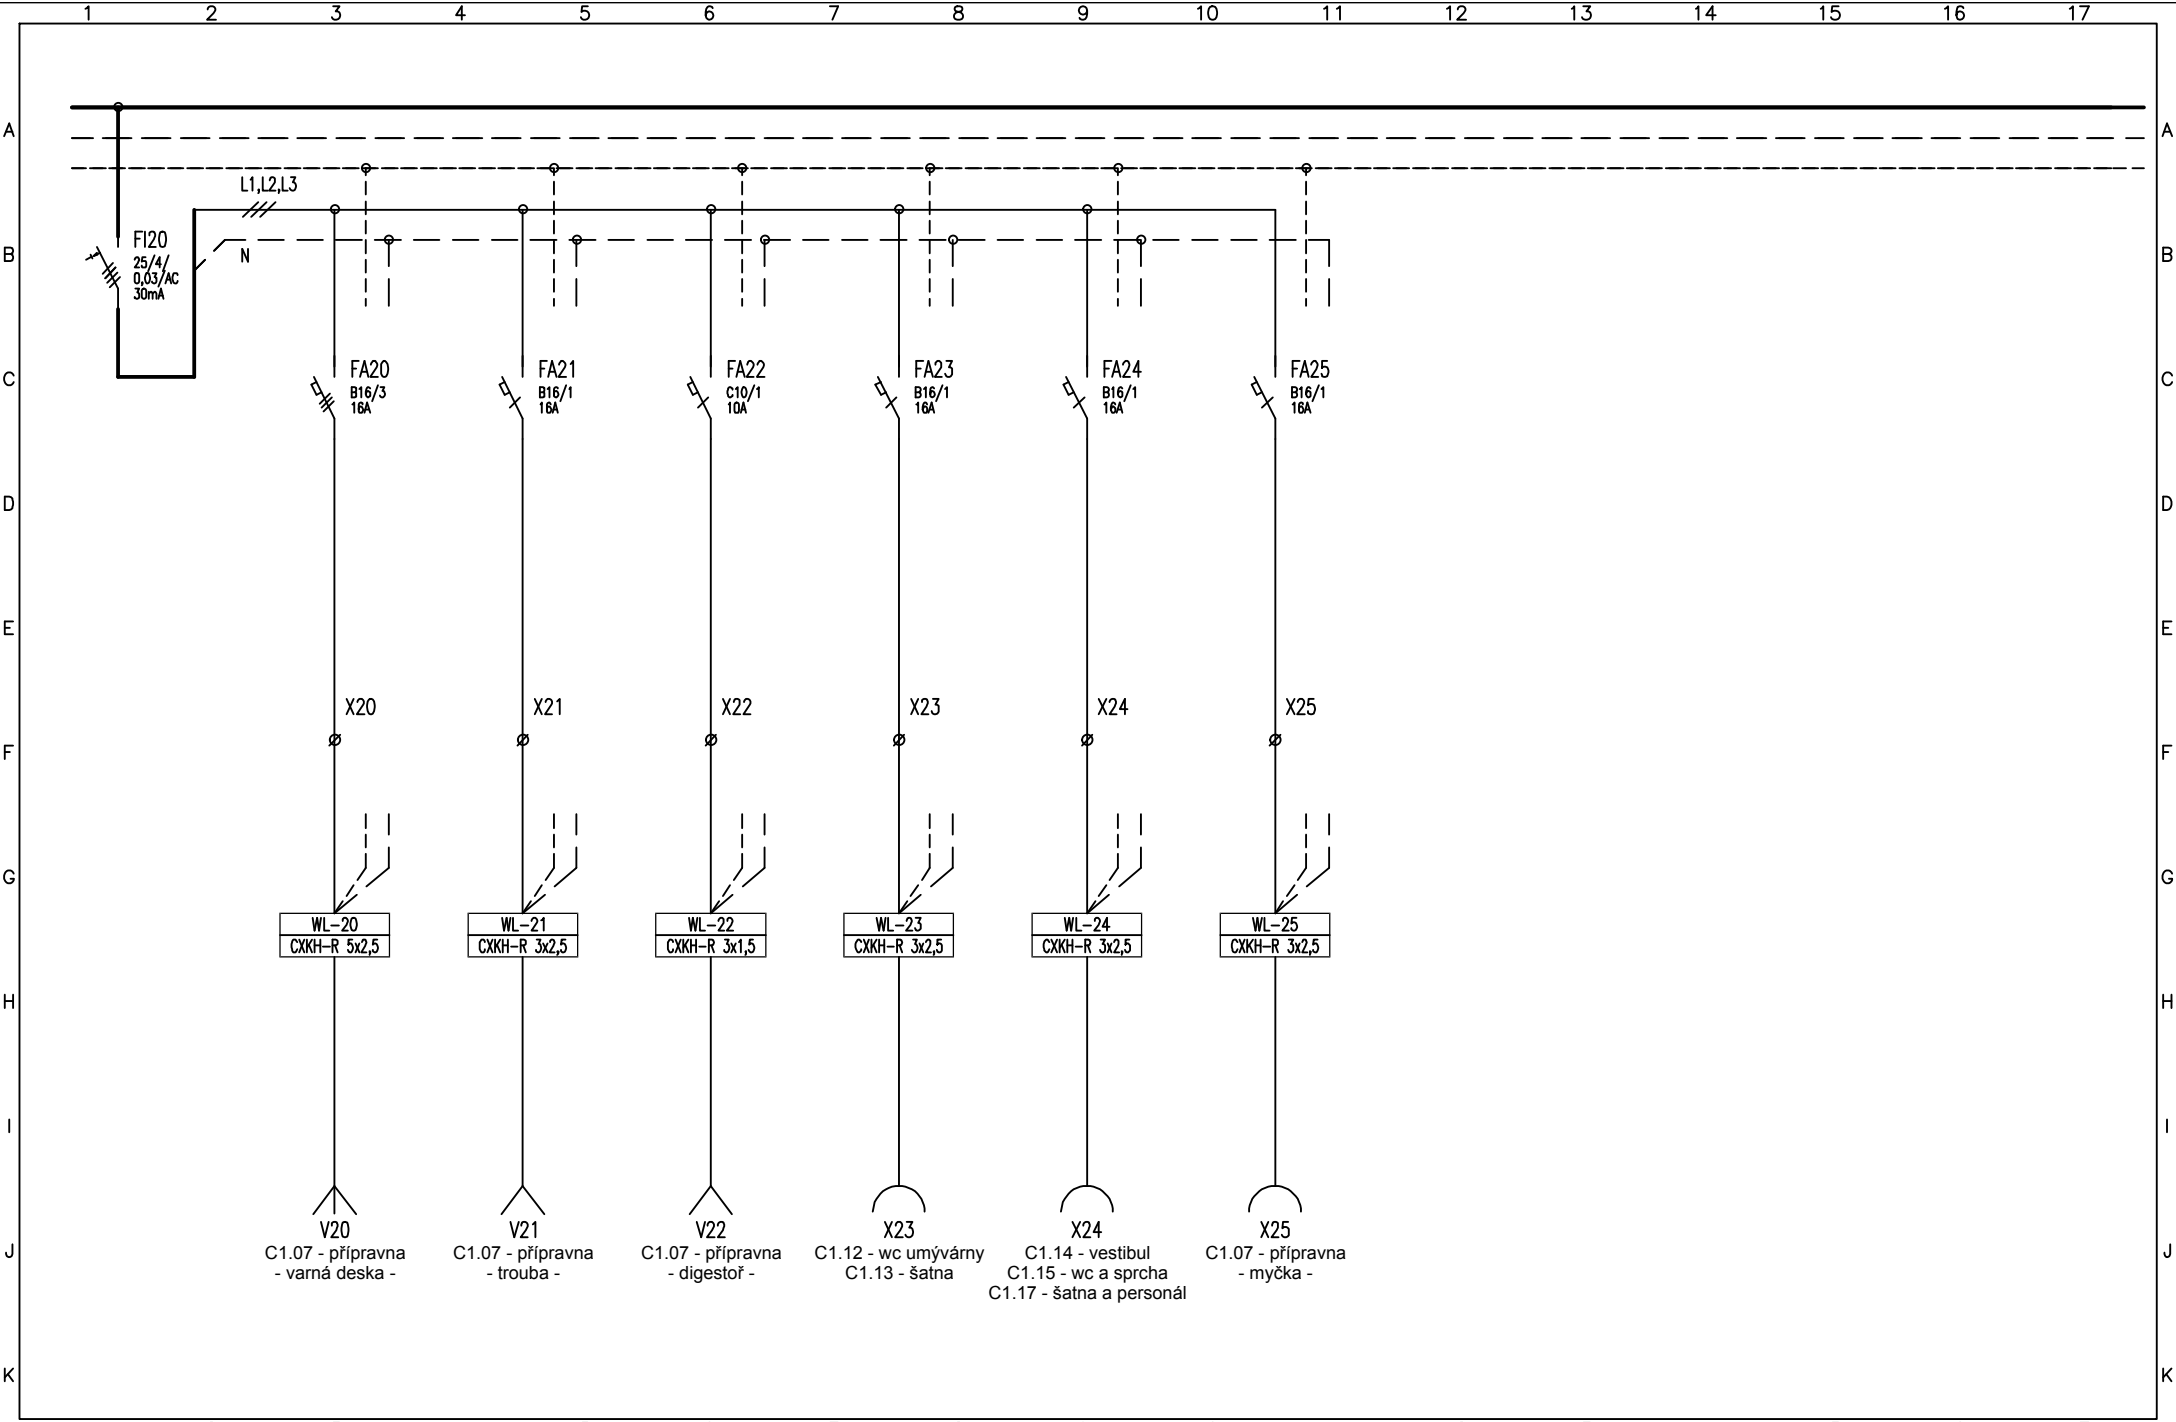 1 2 3 4 5 6 7 8 9 10 11 12 13 14 15 16 17
A A
L1,L2,L3
FI20
25/4/
0,03/AC
30mA
N
B B
C C
FA20
B16/3
16A
FA21
B16/1
16A
FA22
C10/1
10A
FA23
B16/1
16A
FA24
B16/1
16A
FA25
B16/1
16A
D D
E E
X20 X21 X22 X23 X24 X25
F F
G G
WL-20
CXKH-R 5x2,5
WL-21
CXKH-R 3x2,5
WL-22
CXKH-R 3x1,5
WL-23
CXKH-R 3x2,5
WL-24
CXKH-R 3x2,5
WL-25
CXKH-R 3x2,5
H H
I I
J J
V20
C1.07 - přípravna
- varná deska -
V21
C1.07 - přípravna
- trouba -
V22
C1.07 - přípravna
- digestoř -
X23
C1.12 - wc umývárny
C1.13 - šatna
X24
C1.14 - vestibul
C1.15 - wc a sprcha
C1.17 - šatna a personál
X25
C1.07 - přípravna
- myčka -
K K